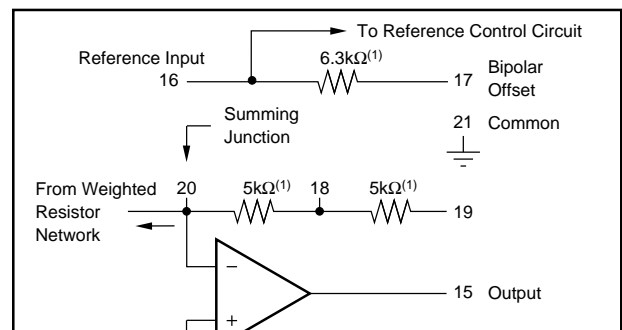 To Reference Control Circuit
Reference Input
6.3kΩ(1)
16
17
Bipolar
Offset
Summing
Junction
21 Common
From Weighted
Resistor
Network
20
5kΩ(1)
18
5kΩ(1)
19
−
15 Output
+